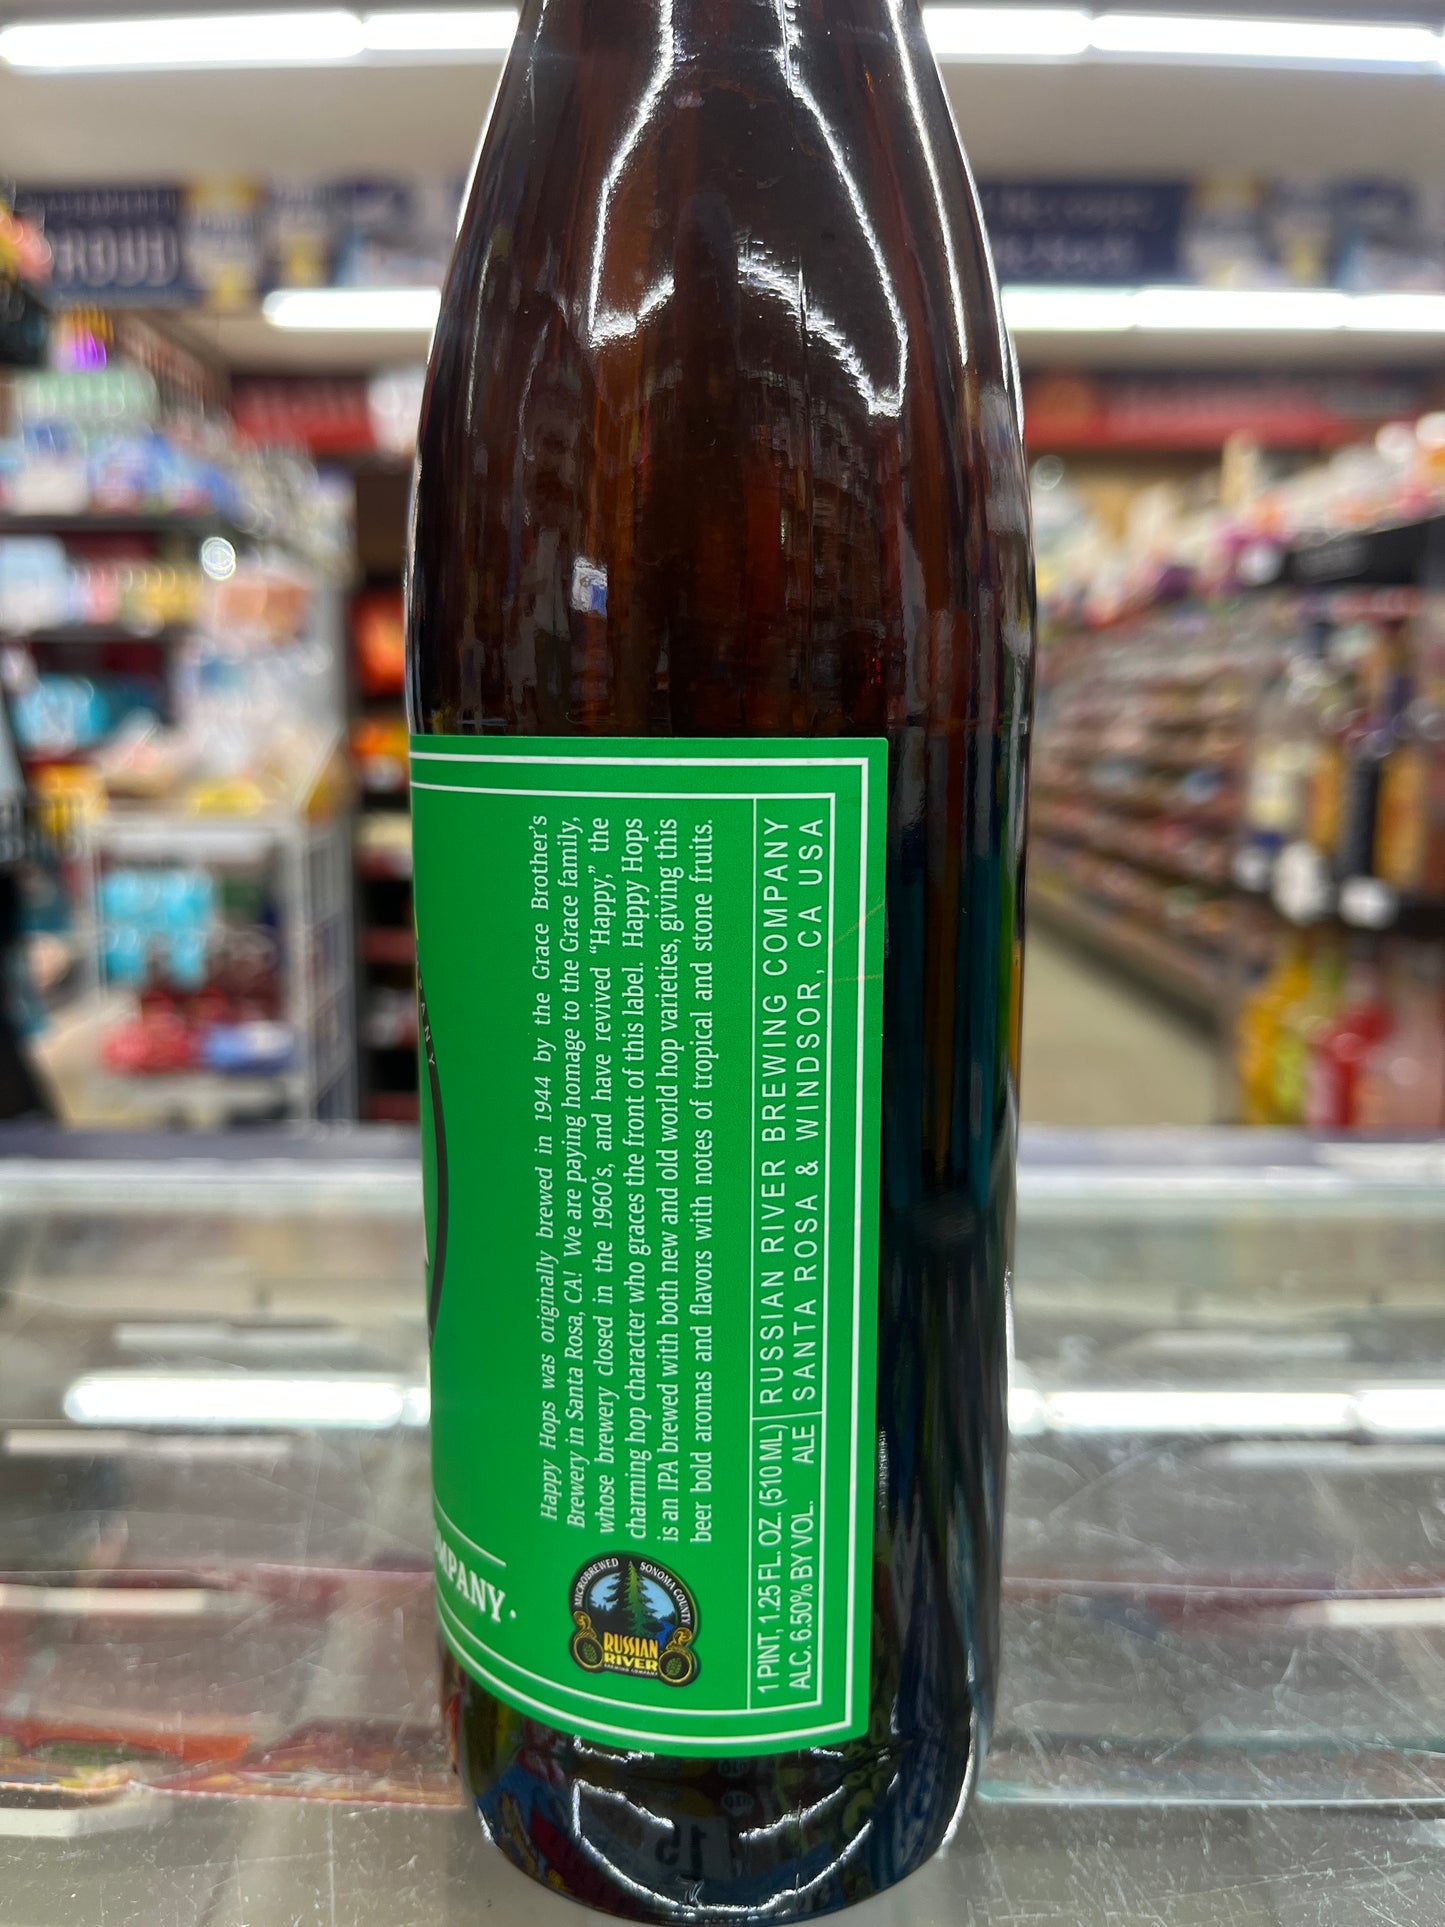 Happy Hops was originally brewed in 1944 by the Grace Brother's
Brewery in Santa Rosa, CA! We are paying homage to the Grace family,
whose brewery closed in the 1960's, and have revived "Happy," the
charming hop character who graces the front of this label. Happy Hops
is an IPA brewed with both new and old world hop varieties, giving this
beer bold aromas and flavors with notes of tropical and stone fruits.
MICROBREWED SONOMA COUNTY
RUSSIAN
RIVER
BREWING COMPANY
1 PINT, 1.25 FL. OZ. (510 ML) RUSSIAN RIVER BREWING COMPANY
ALC. 6.50% BY VOL. ALE SANTA ROSA & WINDSOR, CA USA